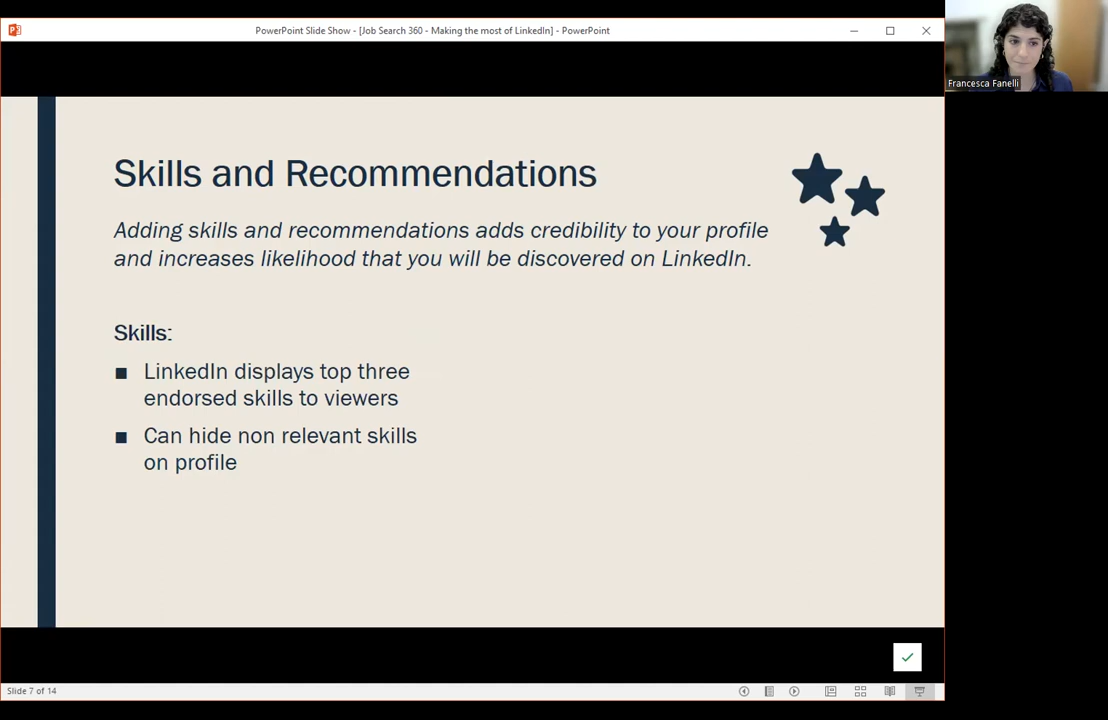 PowerPoint Slide Show - [Job Search 360 - Making the most of LinkedIn] - PowerPoint
Francesca Fanelli
Skills and Recommendations
Adding skills and recommendations adds credibility to your profile
and increases likelihood that you will be discovered on LinkedIn.
Skills:
■ LinkedIn displays top three
endorsed skills to viewers
■ Can hide non relevant skills
on profile
Slide 7 of 14